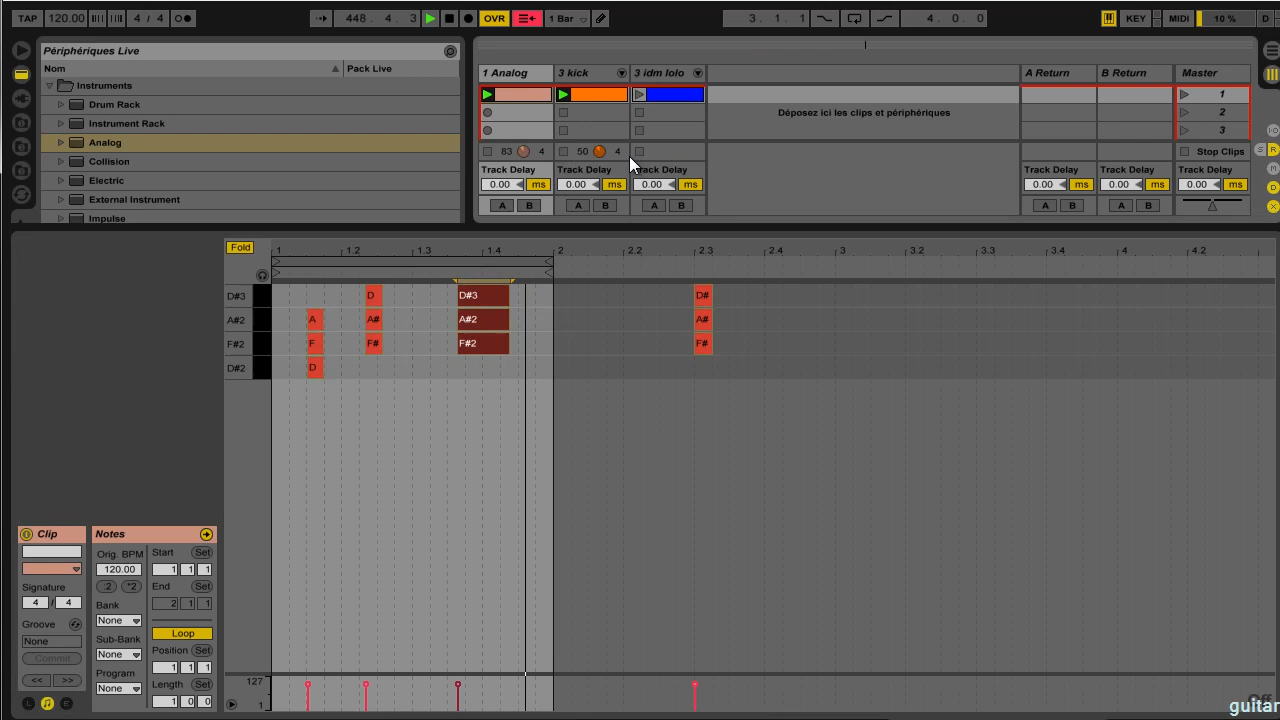 TAP 120.00 4 / 4 448 . 4 . 3 OVR 1 Bar 3 . 1 . 1 4 . 0 . 0 KEY MIDI 10 % D
Périphériques Live
Nom Pack Live
Instruments
Drum Rack
Instrument Rack
Analog
Collision
Electric
External Instrument
Impulse
1 Analog 3 kick 3 idm lolo A Return B Return Master
1
Déposez ici les clips et périphériques 2
3
83 4 50 4 Stop Clips
Track Delay Track Delay Track Delay Track Delay Track Delay Track Delay
0.00 ms 0.00 ms 0.00 ms 0.00 ms 0.00 ms 0.00 ms
A B A B A B A B A B
S R
M
D
X
Fold 1 1.2 1.3 1.4 2 2.2 2.3 2.4 3 3.2 3.3 3.4 4 4.2
D#3 D D#3 D#
A#2 A A# A#2 A#
F#2 F F# F#2 F#
D#2 D
Clip
Signature
4 / 4
Groove
None
Commit
<< >>
Notes
Orig. BPM
120.00
:2 *2
Bank
None
Sub-Bank
None
Program
None
Start Set
1 1 1
End Set
2 1 1
Loop
Position Set
1 1 1
Length Set
1 0 0
L E
127
1
Off
guitar